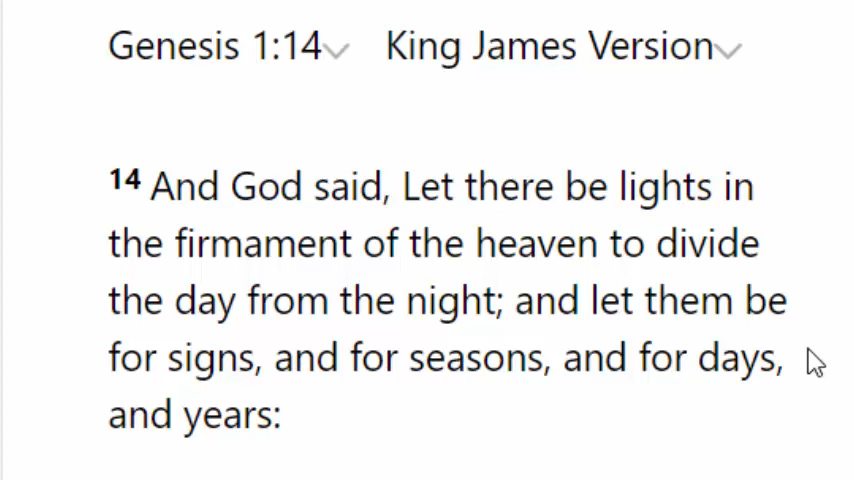 Genesis 1:14 King James Version
14 And God said, Let there be lights in
the firmament of the heaven to divide
the day from the night; and let them be
for signs, and for seasons, and for days,
and years: